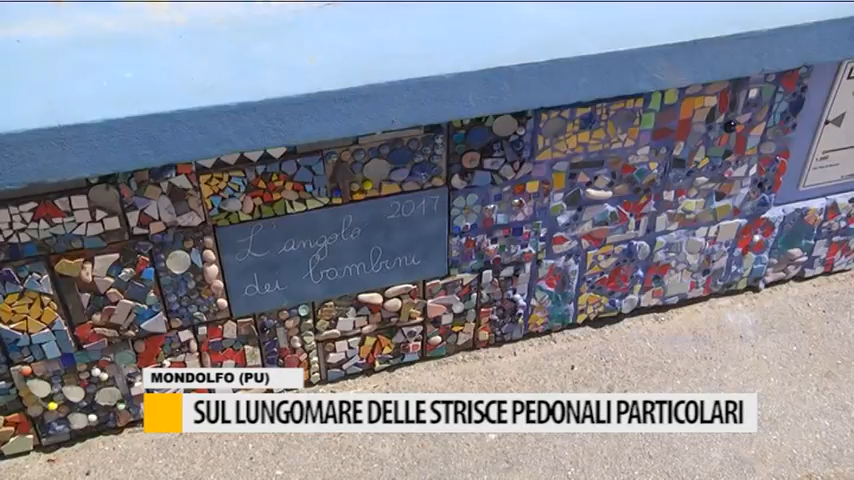 2017
L'angolo
dei bambini
MONDOLFO (PU)
SUL LUNGOMARE DELLE STRISCE PEDONALI PARTICOLARI